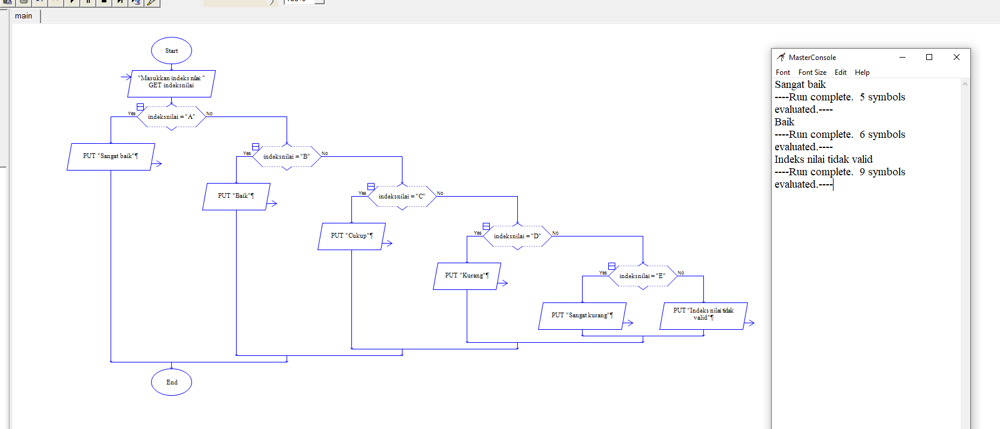 main
Start
"Masukkan indeks nilai: "
GET indeksnilai
Yes
indeksnilai = "A"
No
PUT "Sangat baik"¶
Yes
indeksnilai = "B"
No
PUT "Baik"¶
Yes
indeksnilai = "C"
No
PUT "Cukup"¶
Yes
indeksnilai = "D"
No
PUT "Kurang"¶
Yes
indeksnilai = "E"
No
PUT "Sangat kurang"¶
PUT "Indeks nilai tidak
valid"¶
End
MasterConsole
Font Font Size Edit Help
Sangat baik
----Run complete.  5 symbols
evaluated.----
Baik
----Run complete.  6 symbols
evaluated.----
Indeks nilai tidak valid
----Run complete.  9 symbols
evaluated.----